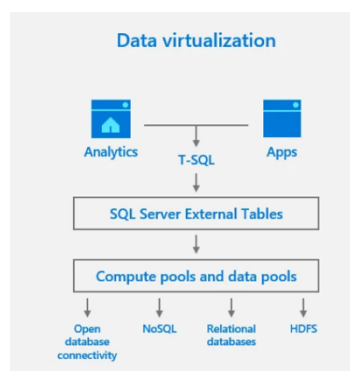 Data virtualization
Analytics
T-SQL
Apps
SQL Server External Tables
Compute pools and data pools
Open
database
connectivity
NoSQL
Relational
databases
HDFS